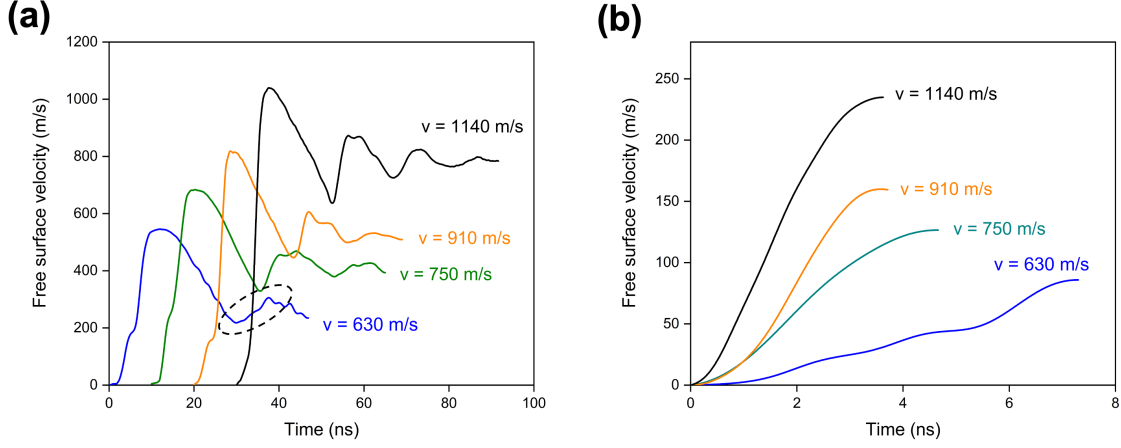 (a)
1200
1000
800
600
400
200
0
0 20 40 60 80 100
Free surface velocity (m/s)
Time (ns)
v = 1140 m/s
v = 910 m/s
v = 750 m/s
v = 630 m/s
(b)
250
200
150
100
50
0
0 2 4 6 8
Free surface velocity (m/s)
Time (ns)
v = 1140 m/s
v = 910 m/s
v = 750 m/s
v = 630 m/s